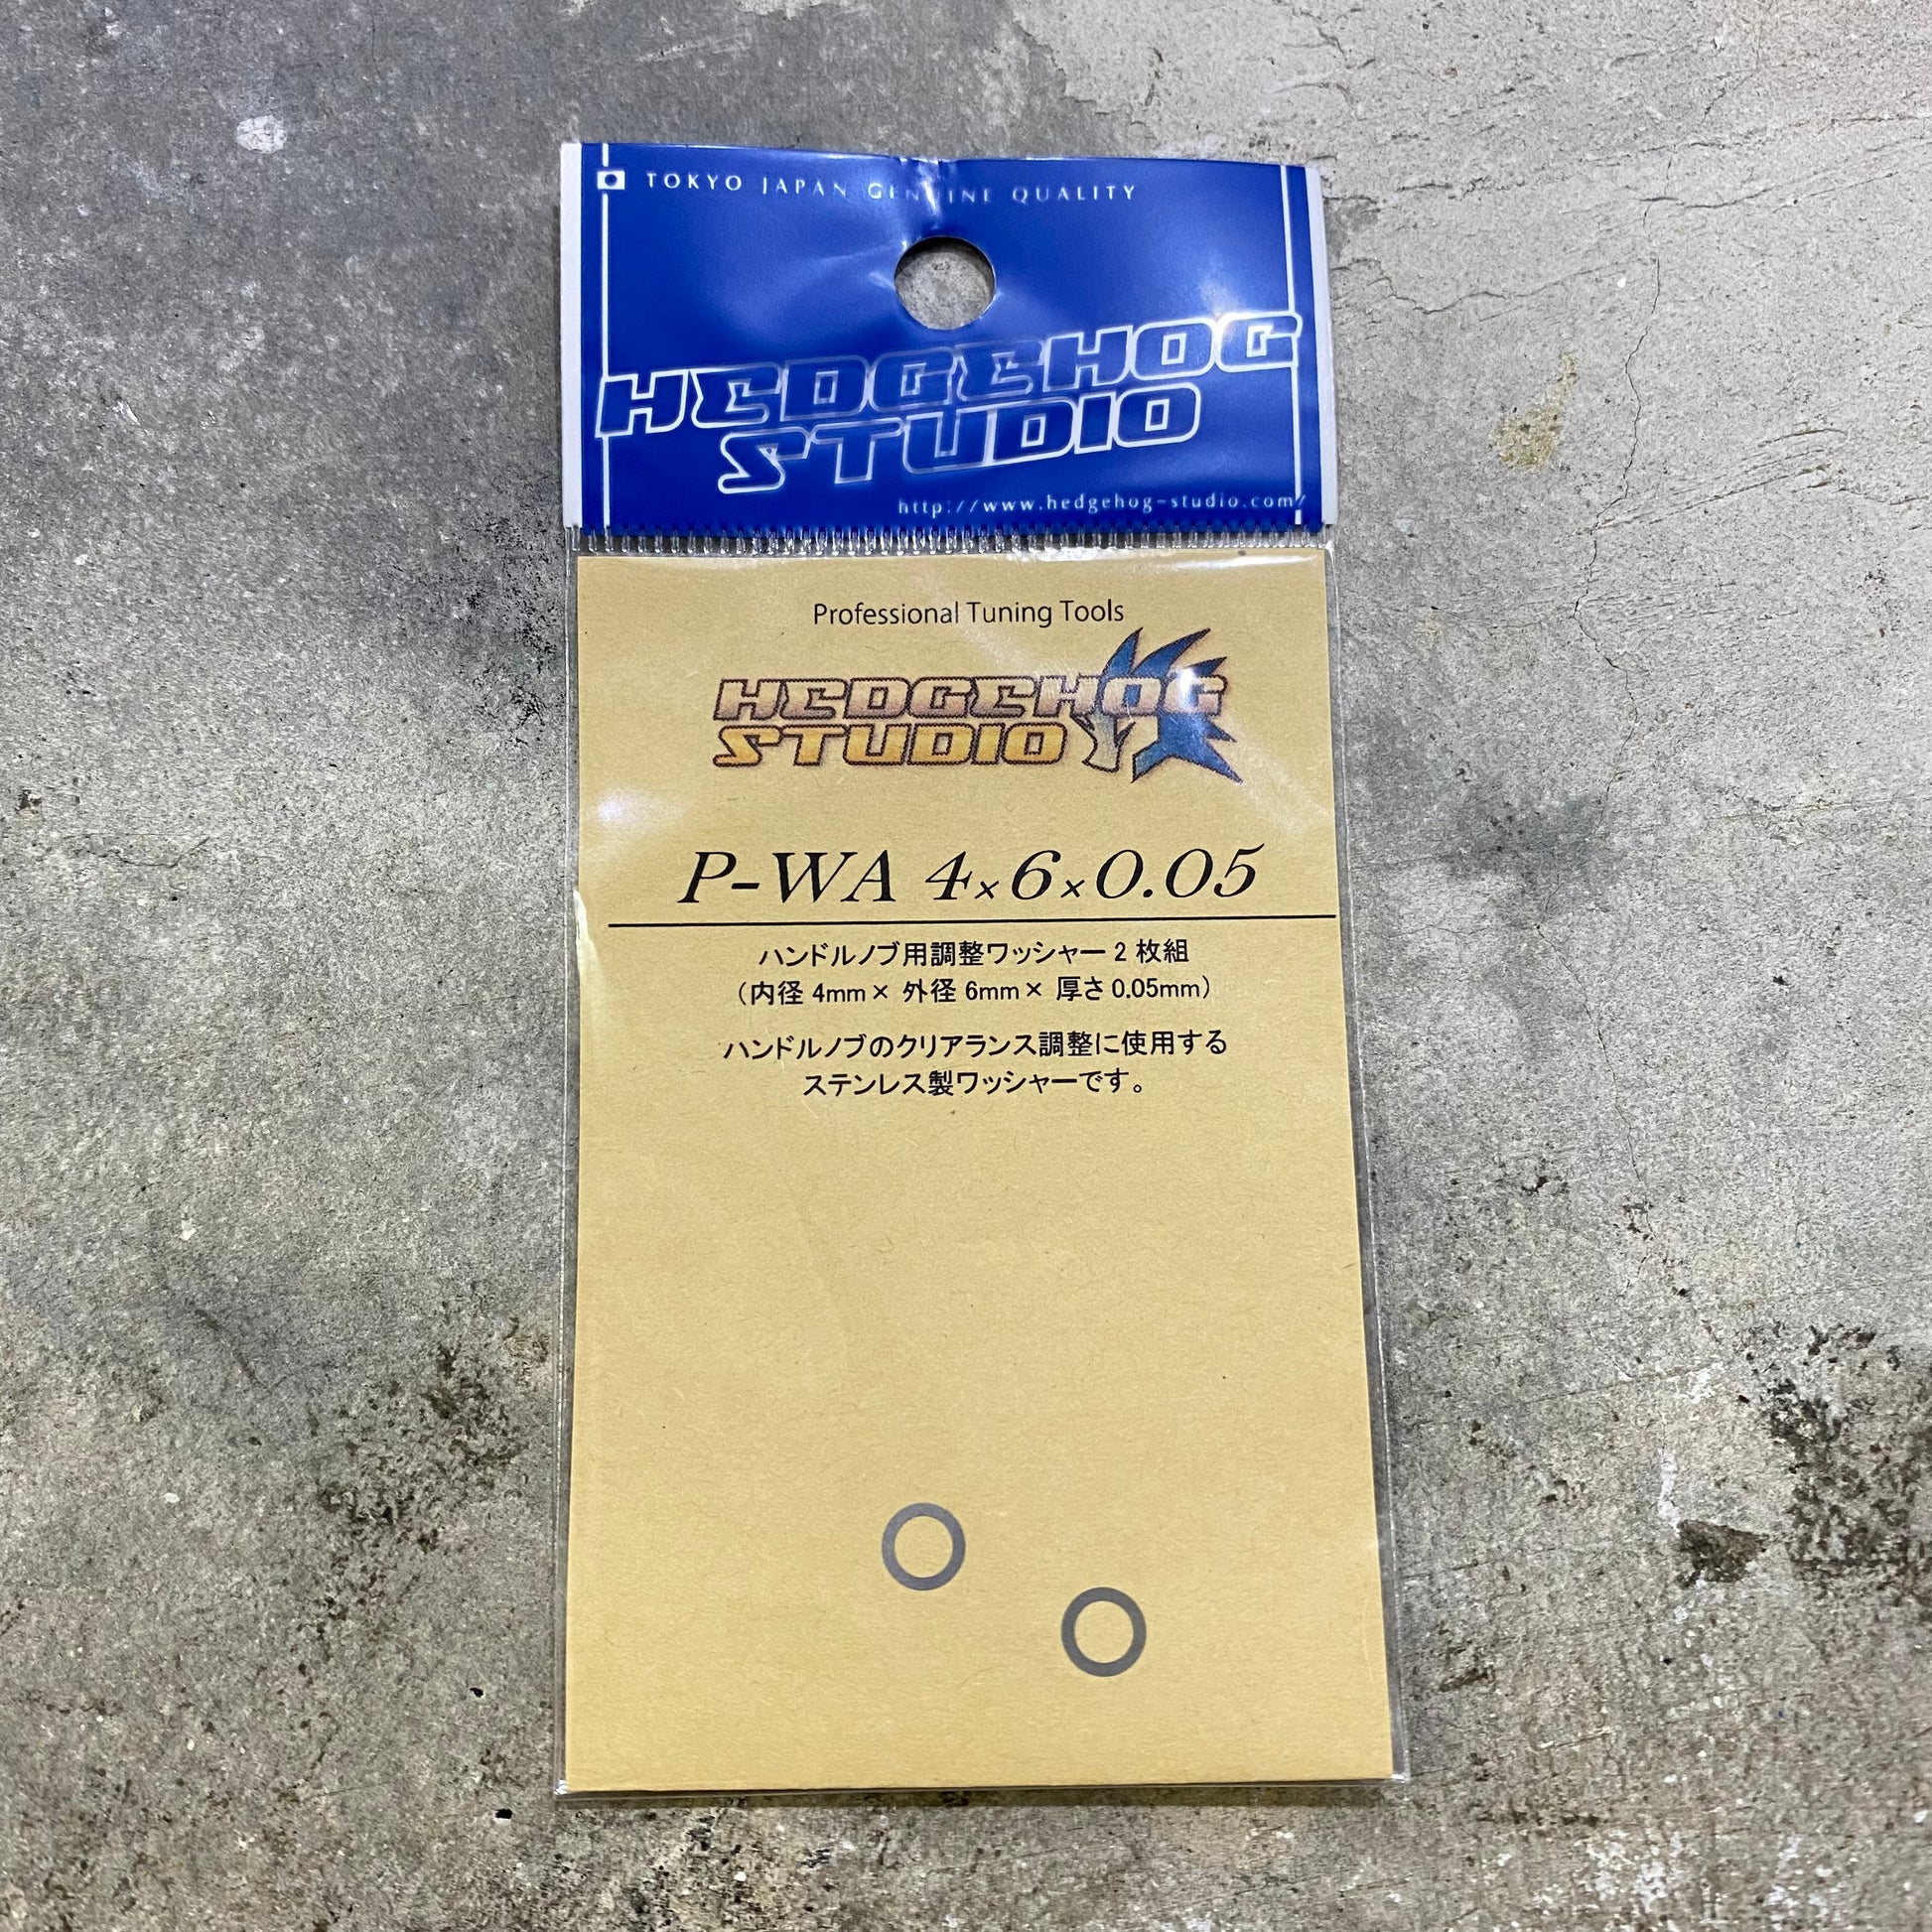 TOKYO JAPAN GENUINE QUALITY
HEDGEHOG
STUDIO
http://www.hedgehog-studio.com/
Professional Tuning Tools
HEDGEHOG
STUDIO
P-WA 4×6×0.05
ハンドルノブ用調整ワッシャー2枚組
（内径 4mm× 外径 6mm× 厚さ 0.05mm）
ハンドルノブのクリアランス調整に使用する
ステンレス製ワッシャーです。